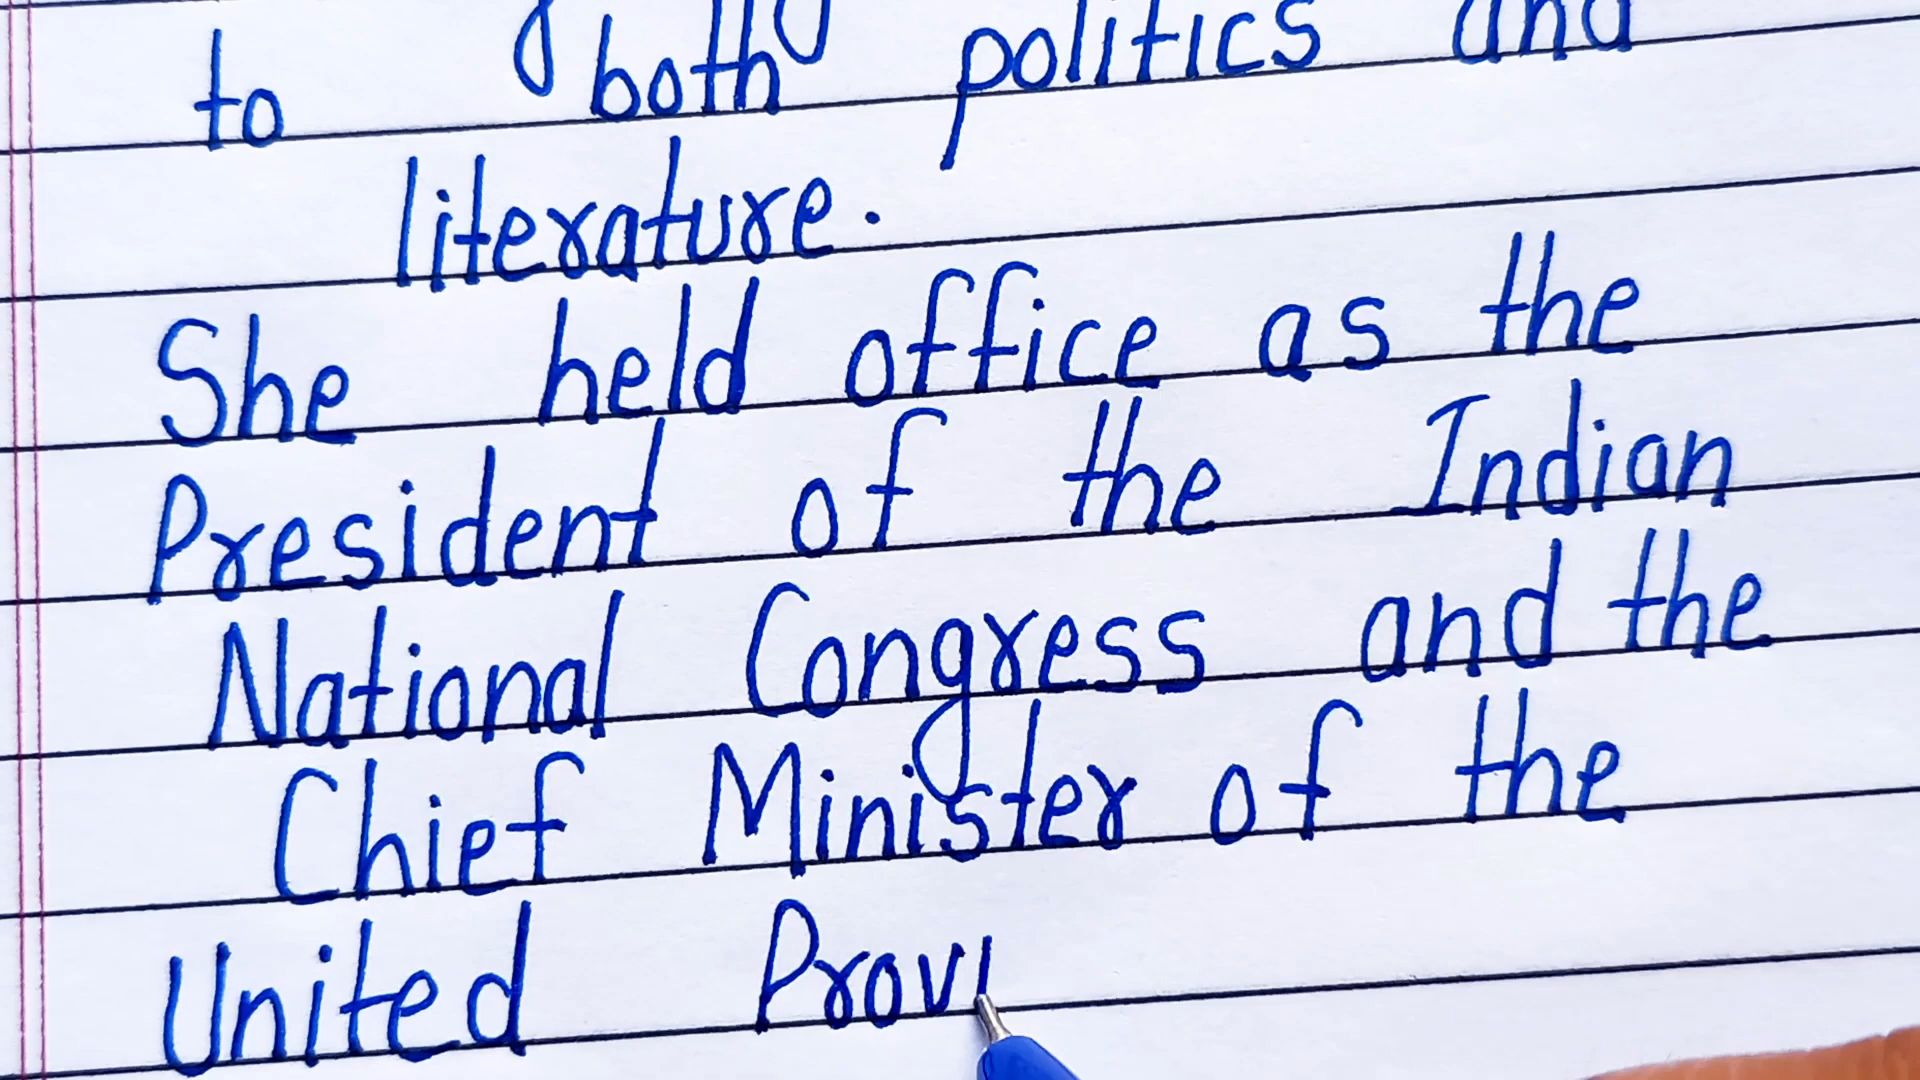 to both politics and
literature.
She held office as the
President of the Indian
National Congress and the
Chief Minister of the
United Provi